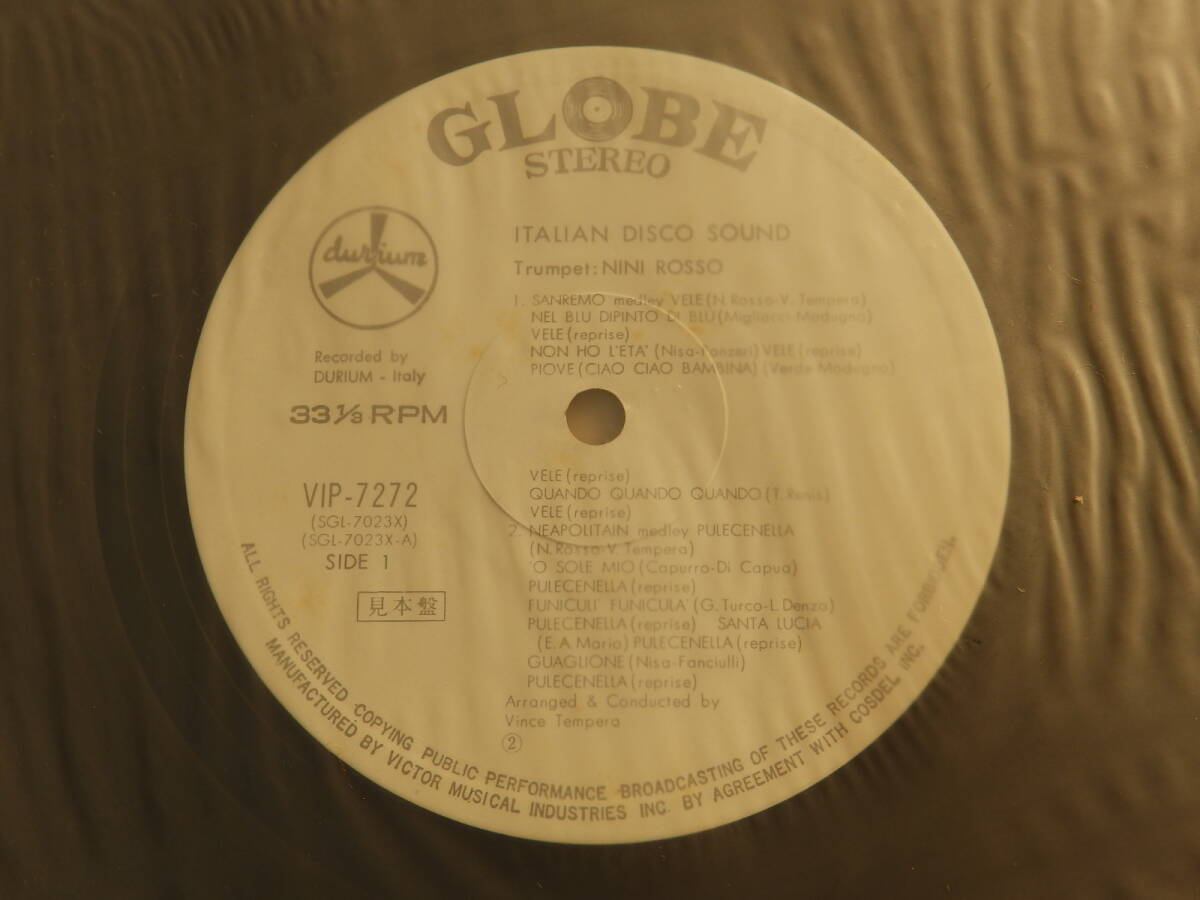 GLOBE
STEREO
durium
ITALIAN DISCO SOUND
Trumpet: NINI ROSSO
Recorded by
DURIUM - Italy
33 1/3 RPM
VIP-7272
(SGL-7023X)
(SGL-7023X-A)
SIDE 1
見本盤
1. SANREMO medley VELE (N. Rosso-V. Tempera)
NEL BLU DIPINTO DI BLU (Migliacci-Modugno)
VELE (reprise)
NON HO L'ETA' (Nisa-Panzeri) VELE (reprise)
PIOVE (CIAO CIAO BAMBINA) (Verde Modugno)
VELE (reprise)
QUANDO QUANDO QUANDO (T. Renis)
VELE (reprise)
2. NEAPOLITAIN medley PULECENELLA
(N. Rosso-V. Tempera)
'O SOLE MIO (Capurro-Di Capua)
PULECENELLA (reprise)
FUNICULI' FUNICULA' (G. Turco-L. Denza)
PULECENELLA (reprise) SANTA LUCIA
(E. A. Mario) PULECENELLA (reprise)
GUAGLIONE (Nisa-Fanciulli)
PULECENELLA (reprise)
Arranged & Conducted by
Vince Tempera
②
ALL RIGHTS RESERVED COPYING PUBLIC PERFORMANCE BROADCASTING OF THESE RECORDS ARE FORBIDDEN.
MANUFACTURED BY VICTOR MUSICAL INDUSTRIES INC. BY AGREEMENT WITH COSDEL INC.